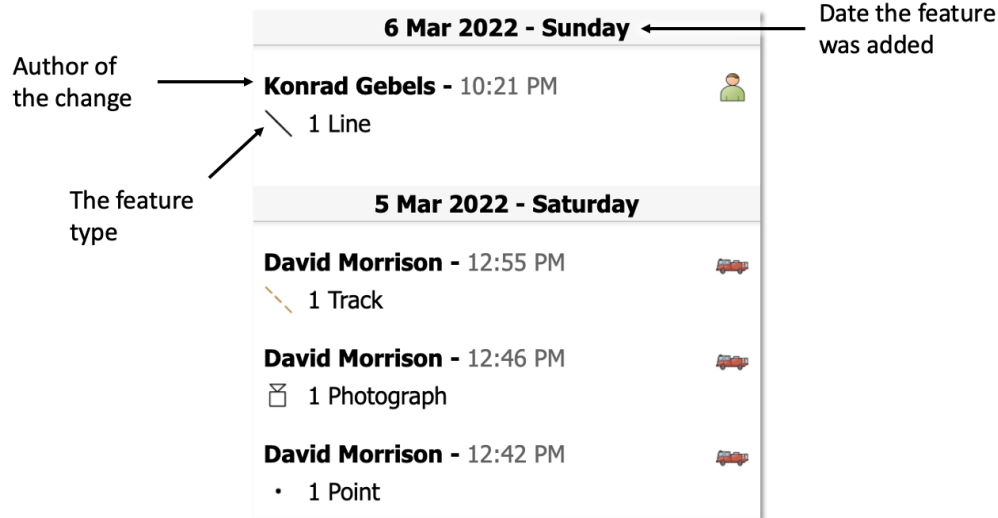 6 Mar 2022 - Sunday
Date the feature
was added
Author of
the change
Konrad Gebels - 10:21 PM
1 Line
The feature
type
5 Mar 2022 - Saturday
David Morrison - 12:55 PM
1 Track
David Morrison - 12:46 PM
1 Photograph
David Morrison - 12:42 PM
1 Point